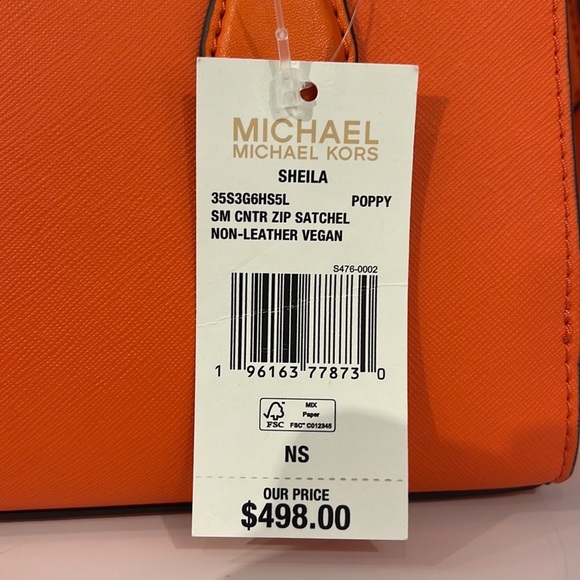 MICHAEL
MICHAEL KORS
SHEILA
35S3G6HS5L POPPY
SM CNTR ZIP SATCHEL
NON-LEATHER VEGAN
S476-0002
1 96163 77873 0
FSC
MIX
Paper
FSC™ C012345
NS
OUR PRICE
$498.00